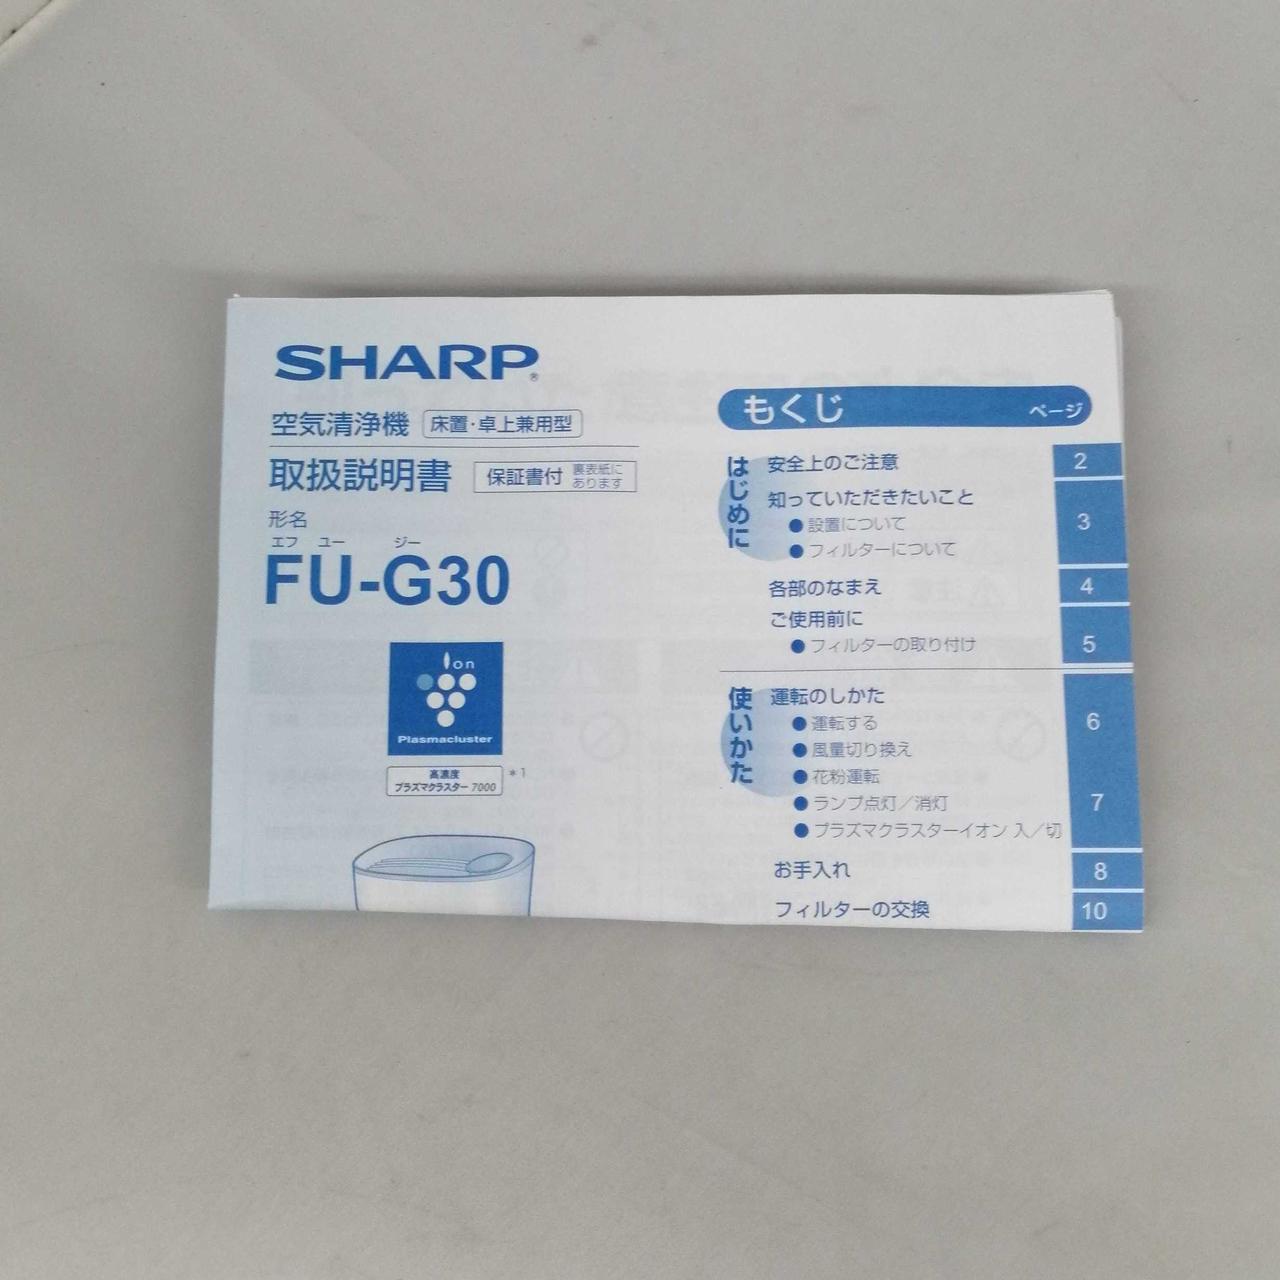 SHARP®
空気清浄機 床置・卓上兼用型
取扱説明書 保証書付 裏表紙に
あります
形名
エフ ユー ジー
FU-G30
Ion
Plasmacluster
高濃度
プラズマクラスター 7000
＊1
もくじ ページ
はじめに
安全上のご注意 2
知っていただきたいこと 3
●設置について
●フィルターについて
各部のなまえ 4
ご使用前に 5
●フィルターの取り付け
使いかた
運転のしかた
●運転する 6
●風量切り換え
●花粉運転
●ランプ点灯／消灯 7
●プラズマクラスターイオン 入／切
お手入れ 8
フィルターの交換 10